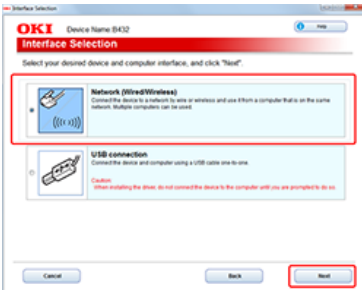 Interface Selection
OKI Device Name:B432
Help
Interface Selection
Select your desired device and computer interface, and click "Next".
Network (Wired/Wireless)
Connect the device to a network by wire or wireless and use it from a computer that is on the same
network. Multiple computers can be used.
USB connection
Connect the device and computer using a USB cable one-to-one.
Caution:
When installing the driver, do not connect the device to the computer until you are prompted to do so.
Cancel
Back
Next